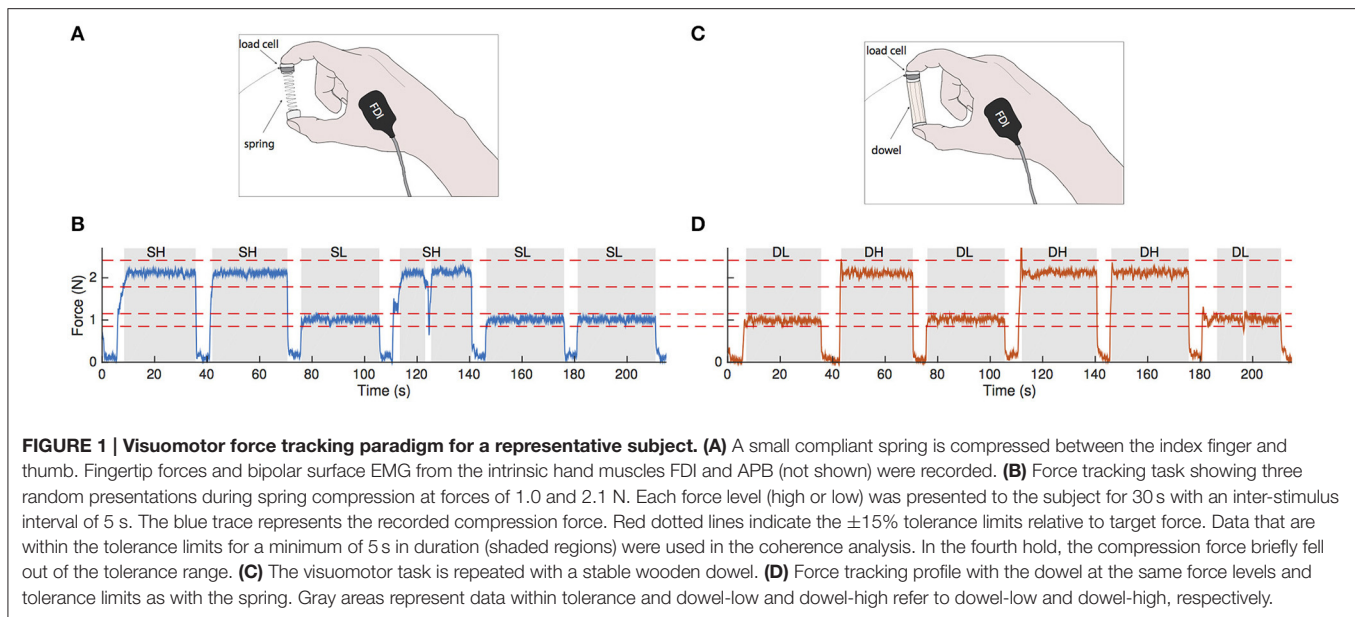 A
load cell
FDI
spring
C
load cell
FDI
dowel
B
SH SH SL SH SL SL
Force (N)
2
1
0
0 20 40 60 80 100 120 140 160 180 200
Time (s)
D
DL DH DL DH DH DL
2
1
0
0 20 40 60 80 100 120 140 160 180 200
Time (s)
FIGURE 1 | Visuomotor force tracking paradigm for a representative subject. (A) A small compliant spring is compressed between the index finger and
thumb. Fingertip forces and bipolar surface EMG from the intrinsic hand muscles FDI and APB (not shown) were recorded. (B) Force tracking task showing three
random presentations during spring compression at forces of 1.0 and 2.1 N. Each force level (high or low) was presented to the subject for 30 s with an inter-stimulus
interval of 5 s. The blue trace represents the recorded compression force. Red dotted lines indicate the ±15% tolerance limits relative to target force. Data that are
within the tolerance limits for a minimum of 5 s in duration (shaded regions) were used in the coherence analysis. In the fourth hold, the compression force briefly fell
out of the tolerance range. (C) The visuomotor task is repeated with a stable wooden dowel. (D) Force tracking profile with the dowel at the same force levels and
tolerance limits as with the spring. Gray areas represent data within tolerance and dowel-low and dowel-high refer to dowel-low and dowel-high, respectively.